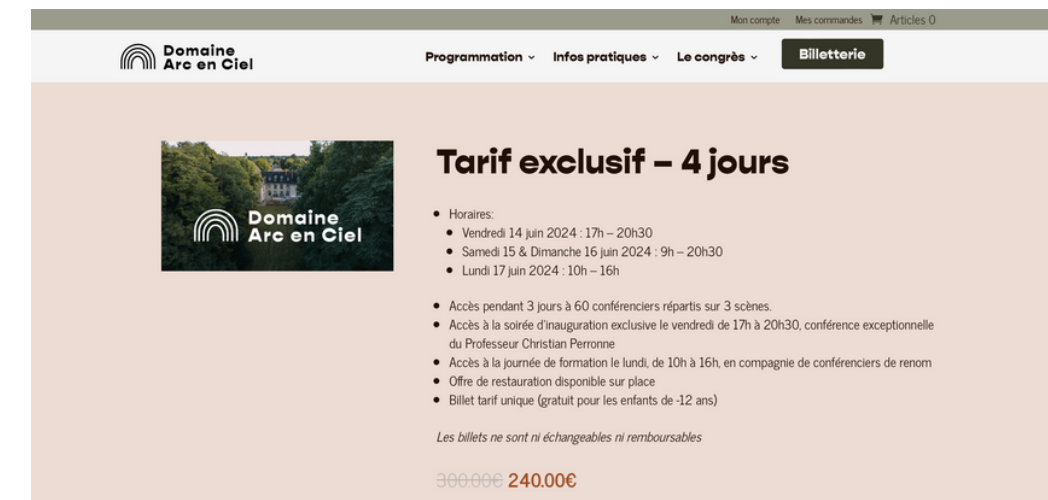 Mon compte Mes commandes Articles 0
Domaine
Arc en Ciel
Programmation Infos pratiques Le congrès Billetterie
Domaine
Arc en Ciel
Tarif exclusif – 4 jours
Horaires:
Vendredi 14 juin 2024 : 17h – 20h30
Samedi 15 & Dimanche 16 juin 2024 : 9h – 20h30
Lundi 17 juin 2024 : 10h – 16h
Accès pendant 3 jours à 60 conférenciers répartis sur 3 scènes.
Accès à la soirée d'inauguration exclusive le vendredi de 17h à 20h30, conférence exceptionnelle
du Professeur Christian Perronne
Accès à la journée de formation le lundi, de 10h à 16h, en compagnie de conférenciers de renom
Offre de restauration disponible sur place
Billet tarif unique (gratuit pour les enfants de -12 ans)
Les billets ne sont ni échangeables ni remboursables
300.00€ 240.00€